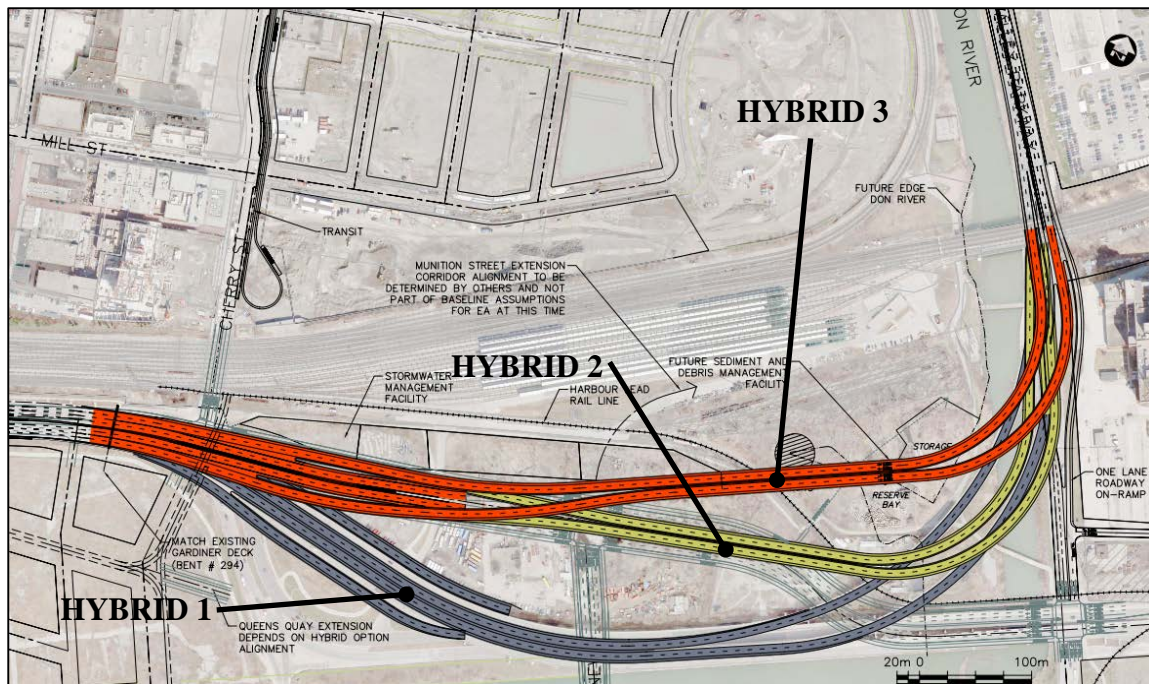 DON RIVER
HYBRID 3
MILL ST.
FUTURE EDGE
DON RIVER
TRANSIT
CHERRY ST
MUNITION STREET EXTENSION
CORRIDOR ALIGNMENT TO BE
DETERMINED BY OTHERS AND NOT
PART OF BASELINE ASSUMPTIONS
FOR EA AT THIS TIME
HYBRID 2
FUTURE SEDIMENT AND
DEBRIS MANAGEMENT
FACILITY
STORMWATER
MANAGEMENT
FACILITY
HARBOUR LEAD
RAIL LINE
STORAGE
RESERVE
BAY
ONE LANE
ROADWAY
ON-RAMP
MATCH EXISTING
GARDINER DECK
(BENT # 294)
HYBRID 1
QUEENS QUAY EXTENSION
DEPENDS ON HYBRID OPTION
ALIGNMENT
20m 0 100m